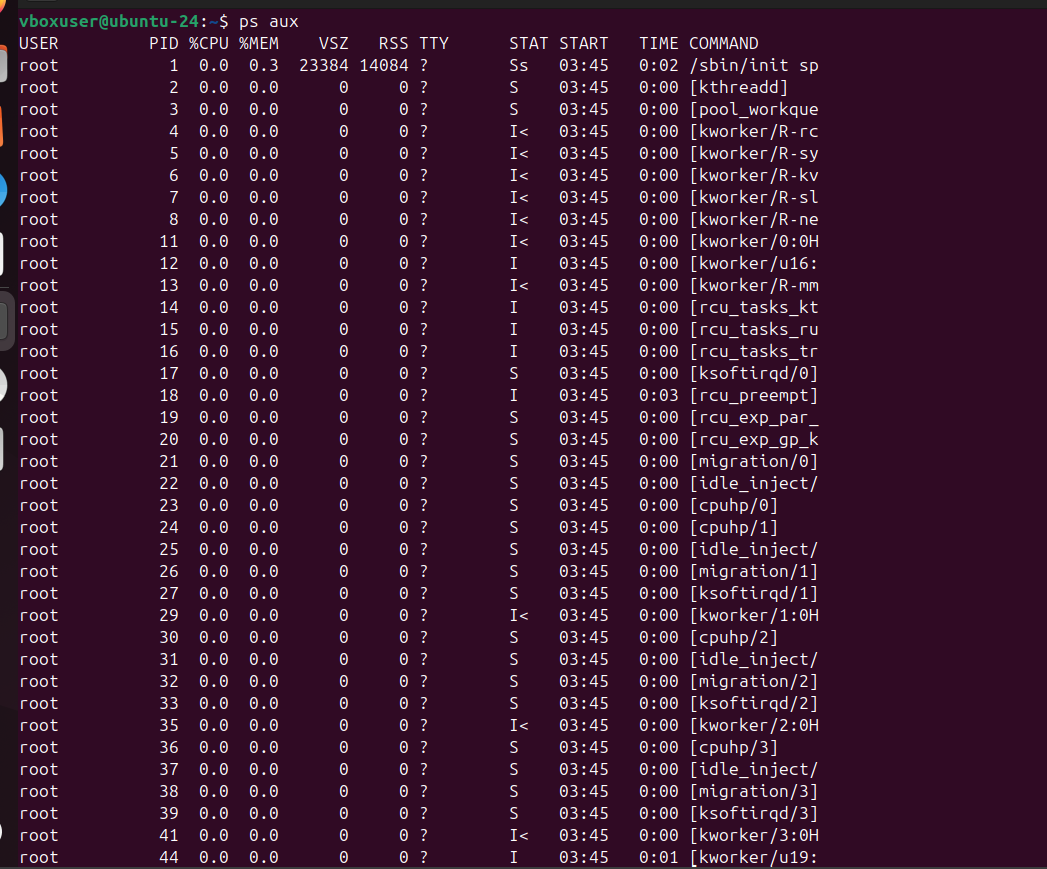 vboxuser@ubuntu-24:~$ ps aux
USER         PID %CPU %MEM    VSZ   RSS TTY      STAT START   TIME COMMAND
root           1  0.0  0.3  23384 14084 ?        Ss   03:45   0:02 /sbin/init sp
root           2  0.0  0.0      0     0 ?        S    03:45   0:00 [kthreadd]
root           3  0.0  0.0      0     0 ?        S    03:45   0:00 [pool_workque
root           4  0.0  0.0      0     0 ?        I<   03:45   0:00 [kworker/R-rc
root           5  0.0  0.0      0     0 ?        I<   03:45   0:00 [kworker/R-sy
root           6  0.0  0.0      0     0 ?        I<   03:45   0:00 [kworker/R-kv
root           7  0.0  0.0      0     0 ?        I<   03:45   0:00 [kworker/R-sl
root           8  0.0  0.0      0     0 ?        I<   03:45   0:00 [kworker/R-ne
root          11  0.0  0.0      0     0 ?        I<   03:45   0:00 [kworker/0:0H
root          12  0.0  0.0      0     0 ?        I    03:45   0:00 [kworker/u16:
root          13  0.0  0.0      0     0 ?        I<   03:45   0:00 [kworker/R-mm
root          14  0.0  0.0      0     0 ?        I    03:45   0:00 [rcu_tasks_kt
root          15  0.0  0.0      0     0 ?        I    03:45   0:00 [rcu_tasks_ru
root          16  0.0  0.0      0     0 ?        I    03:45   0:00 [rcu_tasks_tr
root          17  0.0  0.0      0     0 ?        S    03:45   0:00 [ksoftirqd/0]
root          18  0.0  0.0      0     0 ?        I    03:45   0:03 [rcu_preempt]
root          19  0.0  0.0      0     0 ?        S    03:45   0:00 [rcu_exp_par_
root          20  0.0  0.0      0     0 ?        S    03:45   0:00 [rcu_exp_gp_k
root          21  0.0  0.0      0     0 ?        S    03:45   0:00 [migration/0]
root          22  0.0  0.0      0     0 ?        S    03:45   0:00 [idle_inject/
root          23  0.0  0.0      0     0 ?        S    03:45   0:00 [cpuhp/0]
root          24  0.0  0.0      0     0 ?        S    03:45   0:00 [cpuhp/1]
root          25  0.0  0.0      0     0 ?        S    03:45   0:00 [idle_inject/
root          26  0.0  0.0      0     0 ?        S    03:45   0:00 [migration/1]
root          27  0.0  0.0      0     0 ?        S    03:45   0:00 [ksoftirqd/1]
root          29  0.0  0.0      0     0 ?        I<   03:45   0:00 [kworker/1:0H
root          30  0.0  0.0      0     0 ?        S    03:45   0:00 [cpuhp/2]
root          31  0.0  0.0      0     0 ?        S    03:45   0:00 [idle_inject/
root          32  0.0  0.0      0     0 ?        S    03:45   0:00 [migration/2]
root          33  0.0  0.0      0     0 ?        S    03:45   0:00 [ksoftirqd/2]
root          35  0.0  0.0      0     0 ?        I<   03:45   0:00 [kworker/2:0H
root          36  0.0  0.0      0     0 ?        S    03:45   0:00 [cpuhp/3]
root          37  0.0  0.0      0     0 ?        S    03:45   0:00 [idle_inject/
root          38  0.0  0.0      0     0 ?        S    03:45   0:00 [migration/3]
root          39  0.0  0.0      0     0 ?        S    03:45   0:00 [ksoftirqd/3]
root          41  0.0  0.0      0     0 ?        I<   03:45   0:00 [kworker/3:0H
root          44  0.0  0.0      0     0 ?        I    03:45   0:01 [kworker/u19: